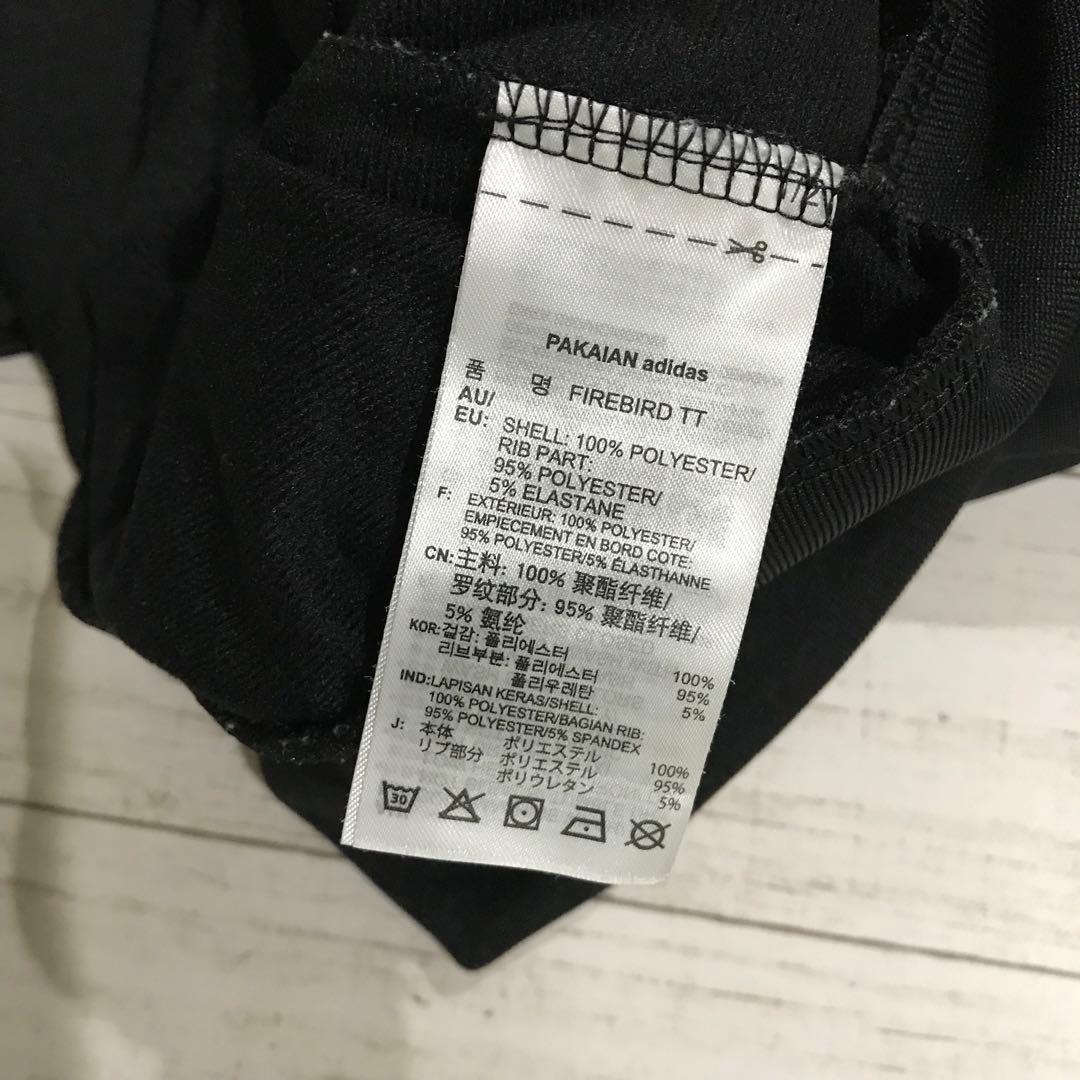 1/2
PAKAIAN adidas
품 명 FIREBIRD TT
AU/
EU: SHELL: 100% POLYESTER/
RIB PART:
95% POLYESTER/
5% ELASTANE
F: EXTÉRIEUR: 100% POLYESTER/
EMPIECEMENT EN BORD COTE:
95% POLYESTER/5% ÉLASTHANNE
CN: 主料: 100% 聚酯纤维/
罗纹部分: 95% 聚酯纤维/
5% 氨纶
KOR: 겉감: 폴리에스터 100%
리브부분: 폴리에스터 95%
폴리우레탄 5%
IND: LAPISAN KERAS/SHELL:
100% POLYESTER/BAGIAN RIB:
95% POLYESTER/5% SPANDEX
J: 本体 ポリエステル 100%
リブ部分 ポリエステル 95%
ポリウレタン 5%
30